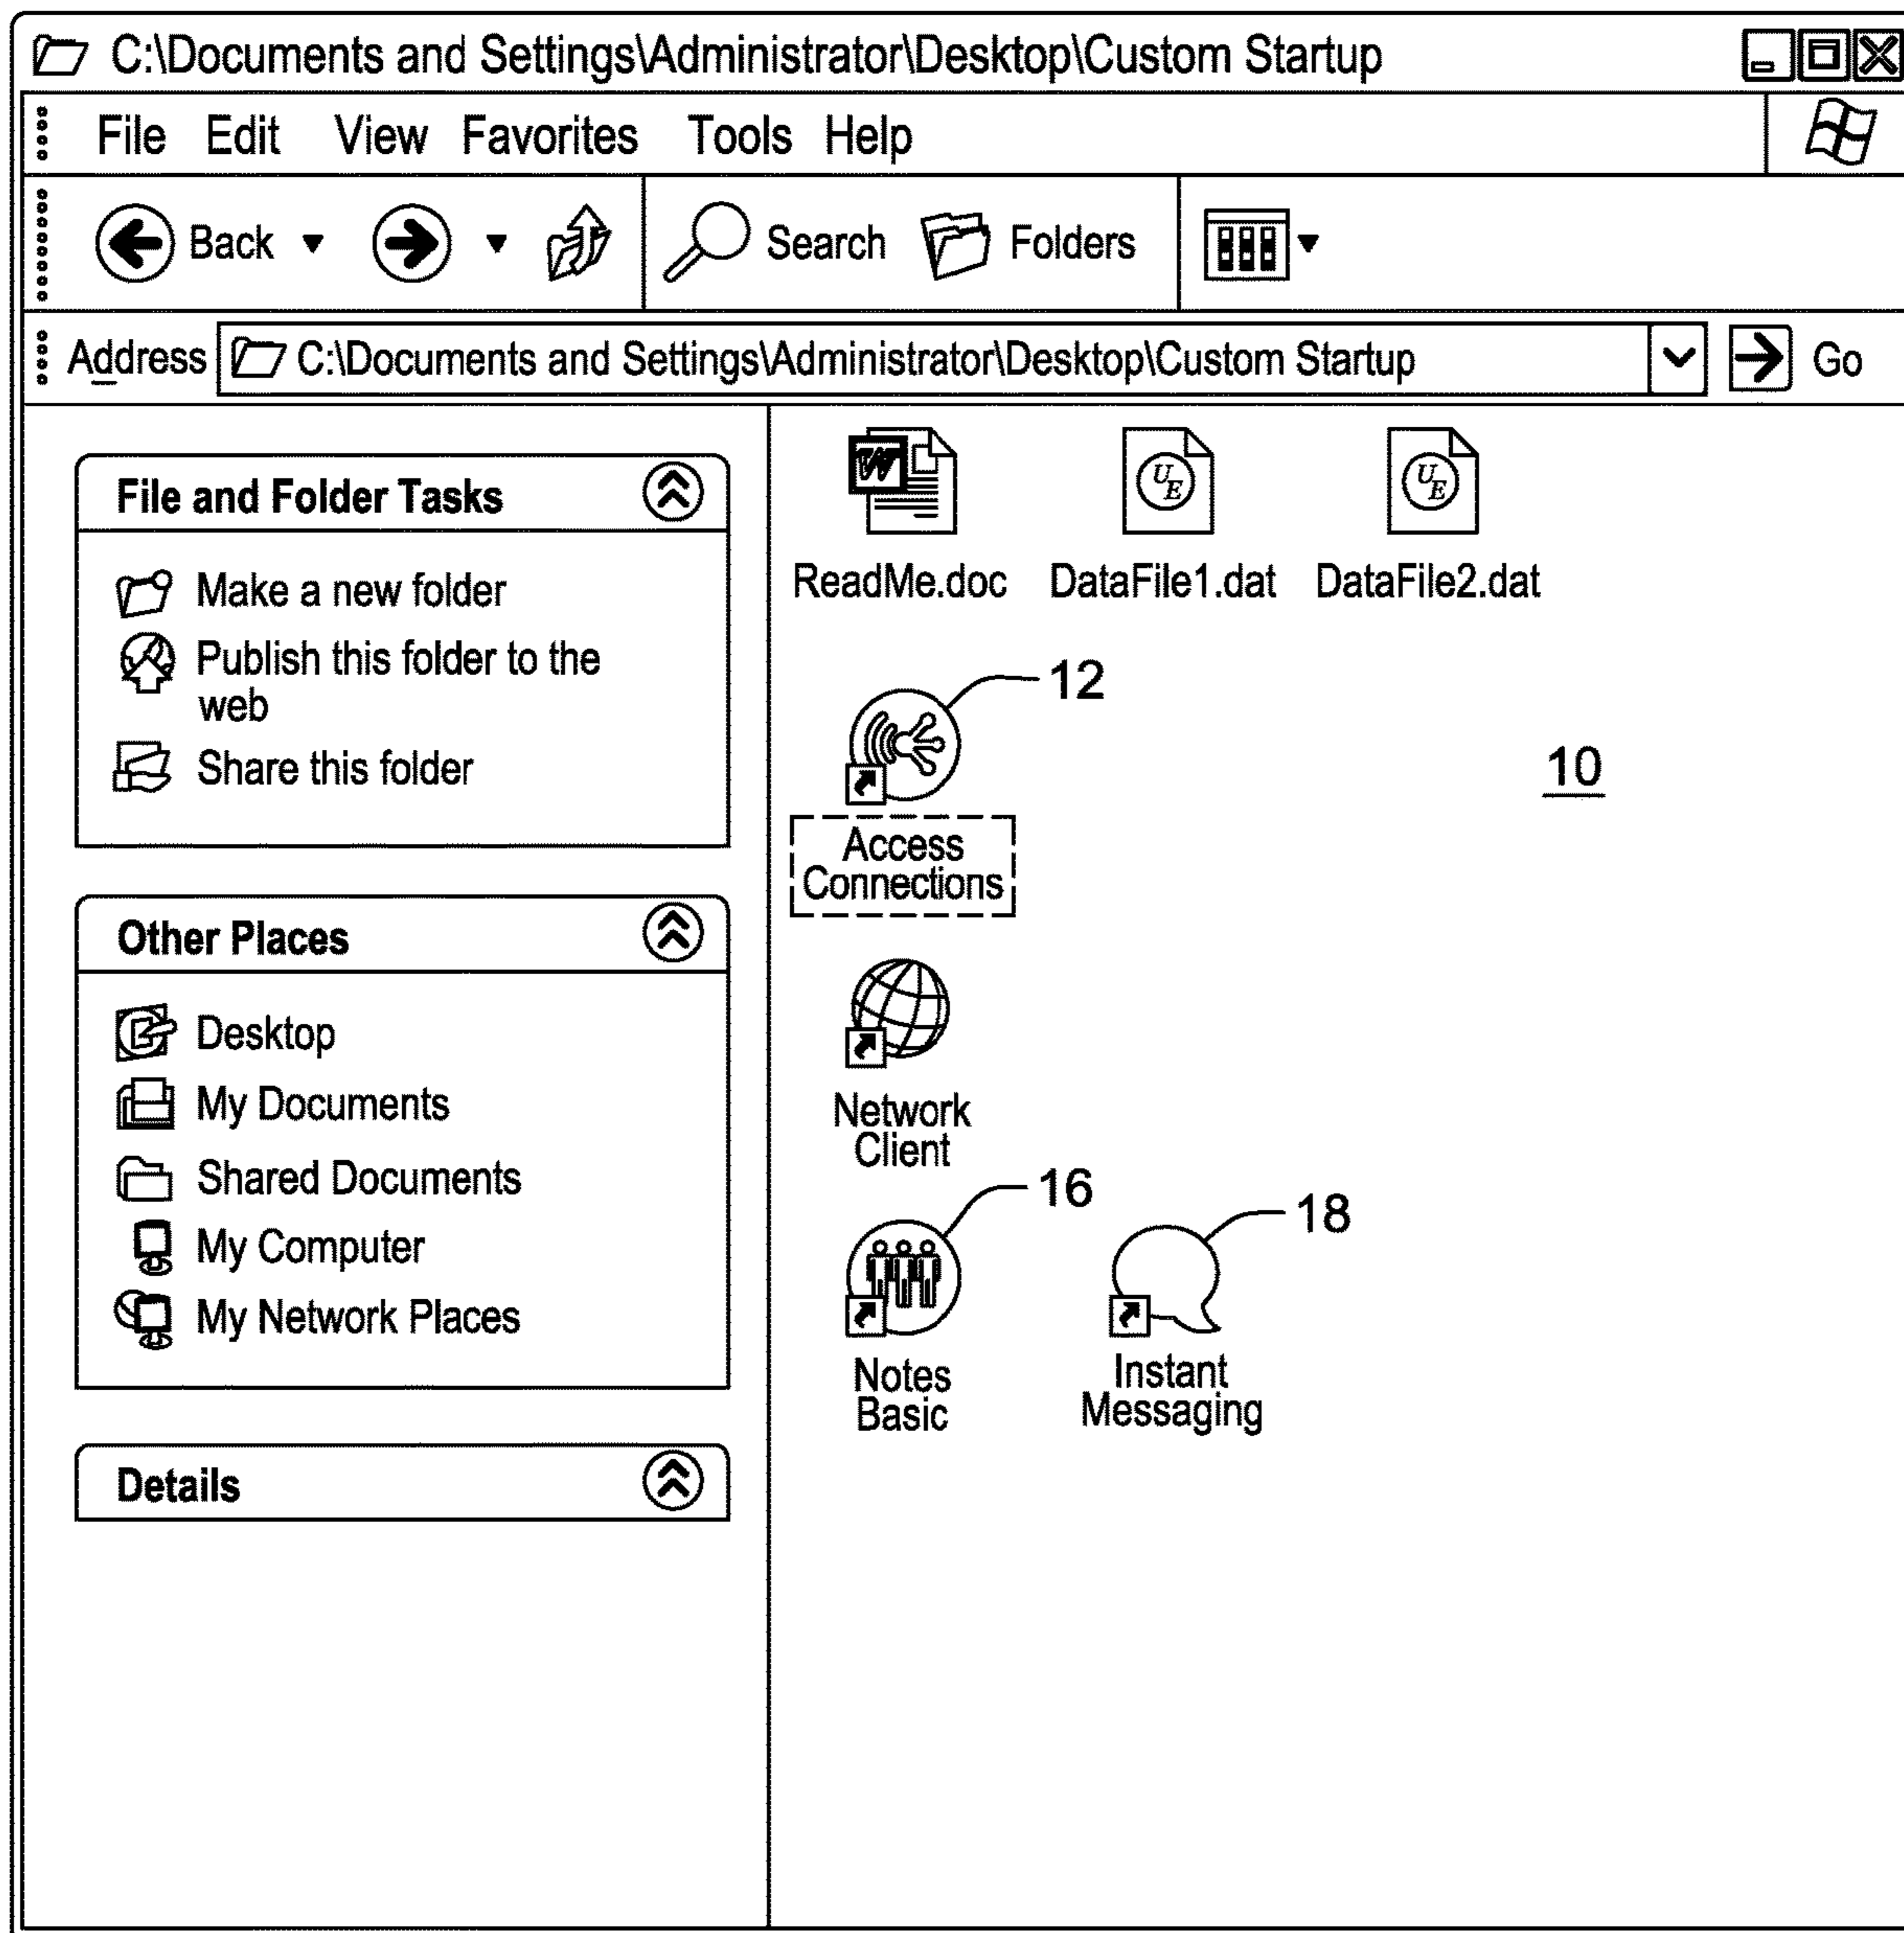 C:\Documents and Settings\Administrator\Desktop\Custom Startup
File Edit View Favorites Tools Help
Back Search Folders
Address C:\Documents and Settings\Administrator\Desktop\Custom Startup Go
File and Folder Tasks
Make a new folder
Publish this folder to the
web
Share this folder
Other Places
Desktop
My Documents
Shared Documents
My Computer
My Network Places
Details
W UE UE
ReadMe.doc DataFile1.dat DataFile2.dat
12
10
Access
Connections
Network
Client
16
18
Notes
Basic
Instant
Messaging